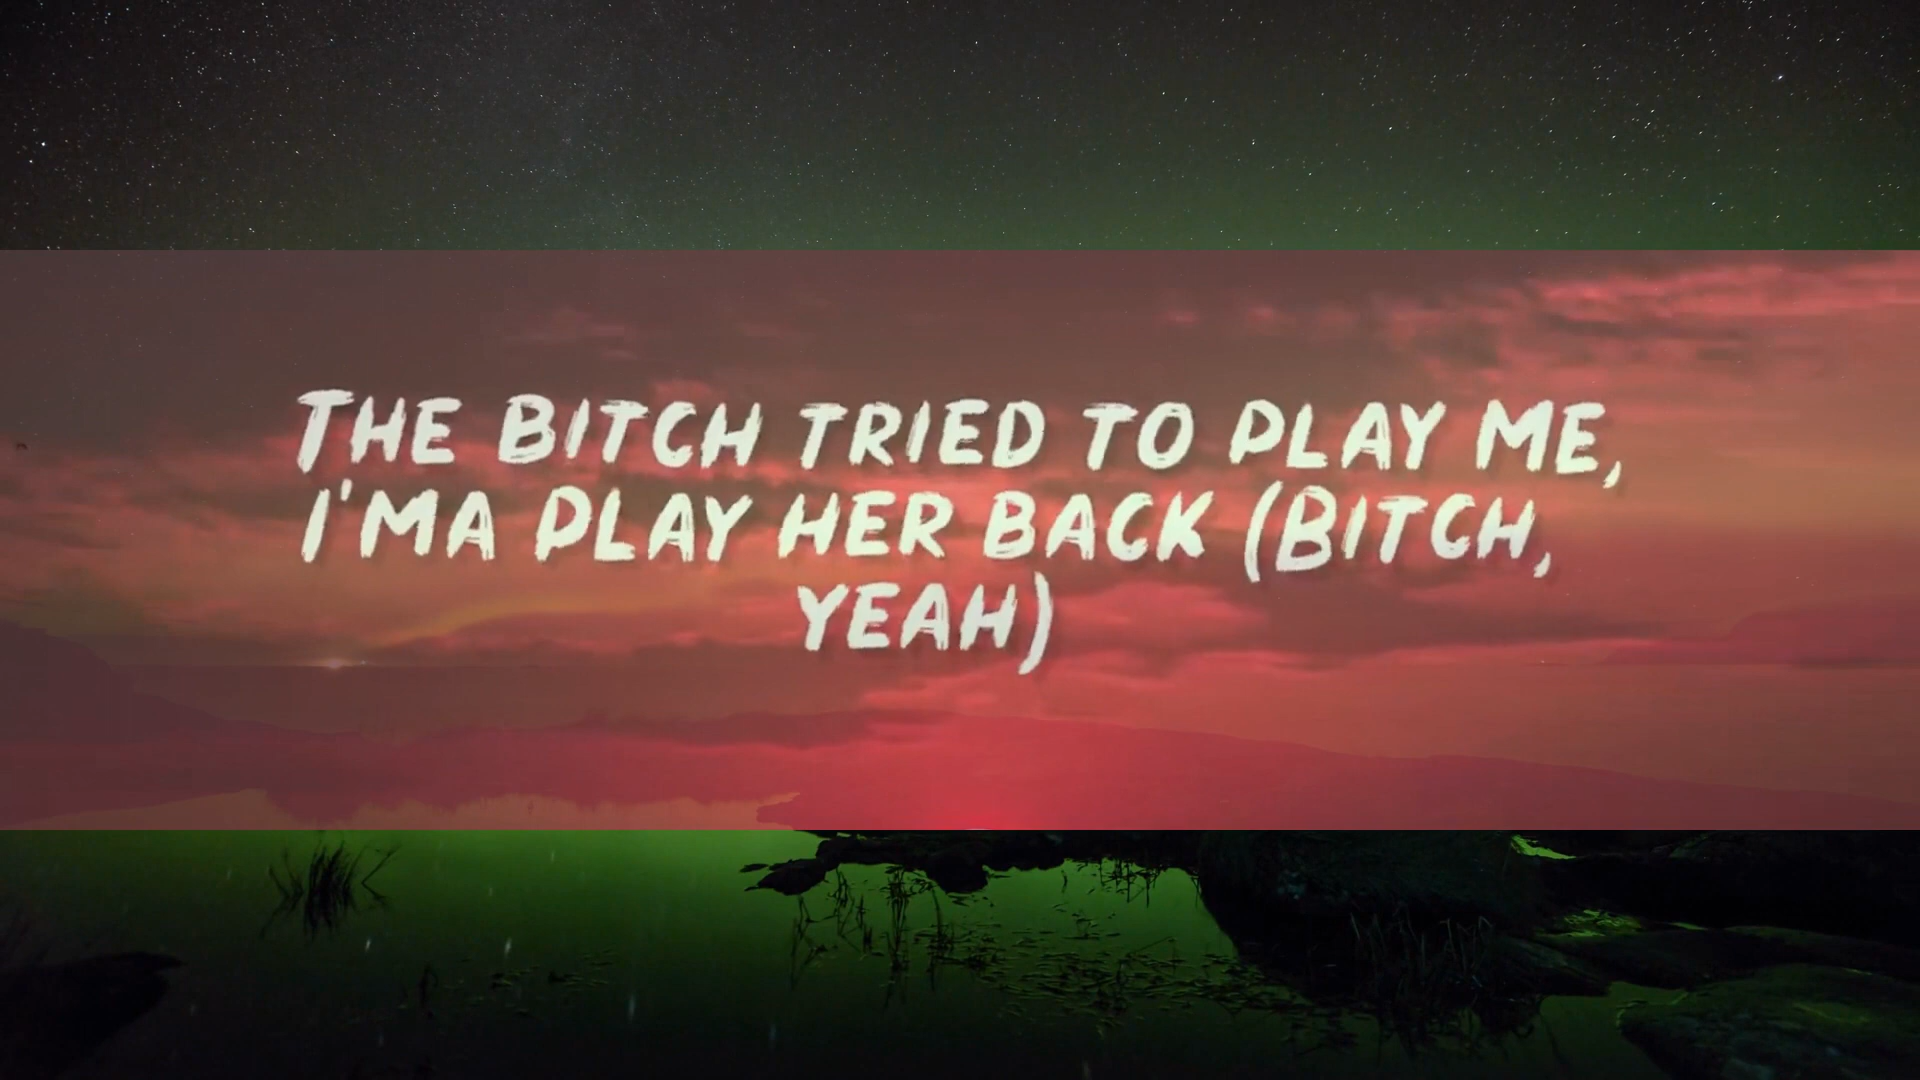 The Bitch tried to play me,
I'ma play her back (Bitch,
yeah)